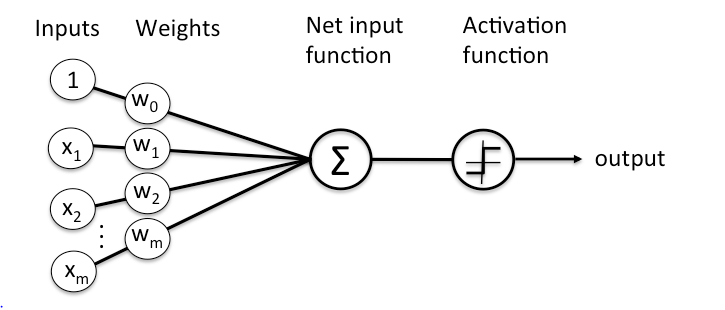 Inputs
Weights
Net input
function
Activation
function
1
w₀
x₁
w₁
x₂
w₂
⋮
wₘ
xₘ
Σ
output